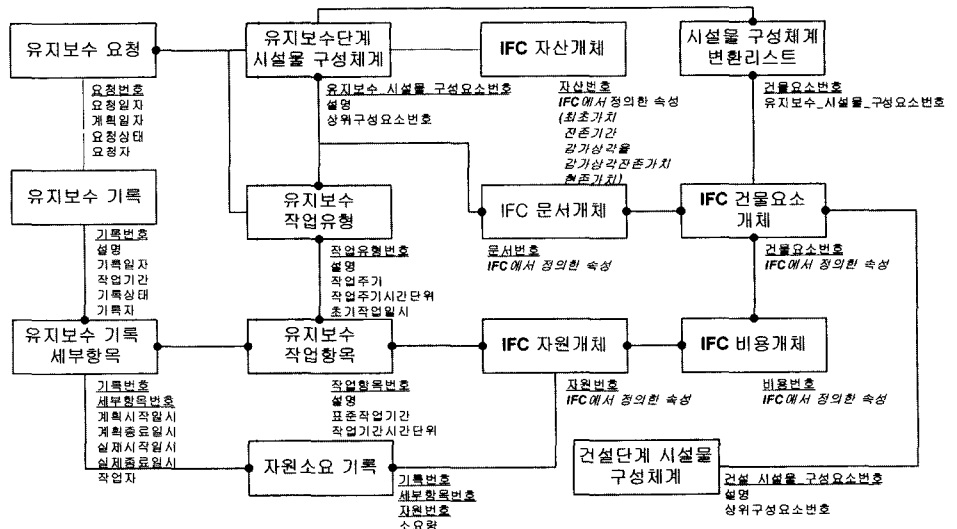 유지보수 요청
요청번호
요청일자
계획일자
요청상태
요청자
유지보수단계
시설물 구성체계
유지보수_시설물_구성요소번호
설명
상위구성요소번호
IFC 자산개체
자산번호
IFC에서 정의한 속성
(최초가치
잔존기간
감가상각율
감가상각잔존가치
현존가치)
시설물 구성체계
변환리스트
건물요소번호
유지보수_시설물_구성요소번호
유지보수 기록
기록번호
설명
기록일자
작업기간
기록상태
기록자
유지보수
작업유형
작업유형번호
설명
작업주기
작업주기시간단위
초기작업일시
IFC 문서개체
문서번호
IFC에서 정의한 속성
IFC 건물요소
개체
건물요소번호
IFC에서 정의한 속성
유지보수 기록
세부항목
기록번호
세부항목번호
계획시작일시
계획종료일시
실제시작일시
실제종료일시
작업자
유지보수
작업항목
작업항목번호
설명
표준작업기간
작업기간시간단위
IFC 자원개체
자원번호
IFC에서 정의한 속성
IFC 비용개체
비용번호
IFC에서 정의한 속성
자원소요 기록
기록번호
세부항목번호
자원번호
소요량
건설단계 시설물
구성체계
건설_시설물_구성요소번호
설명
상위구성요소번호